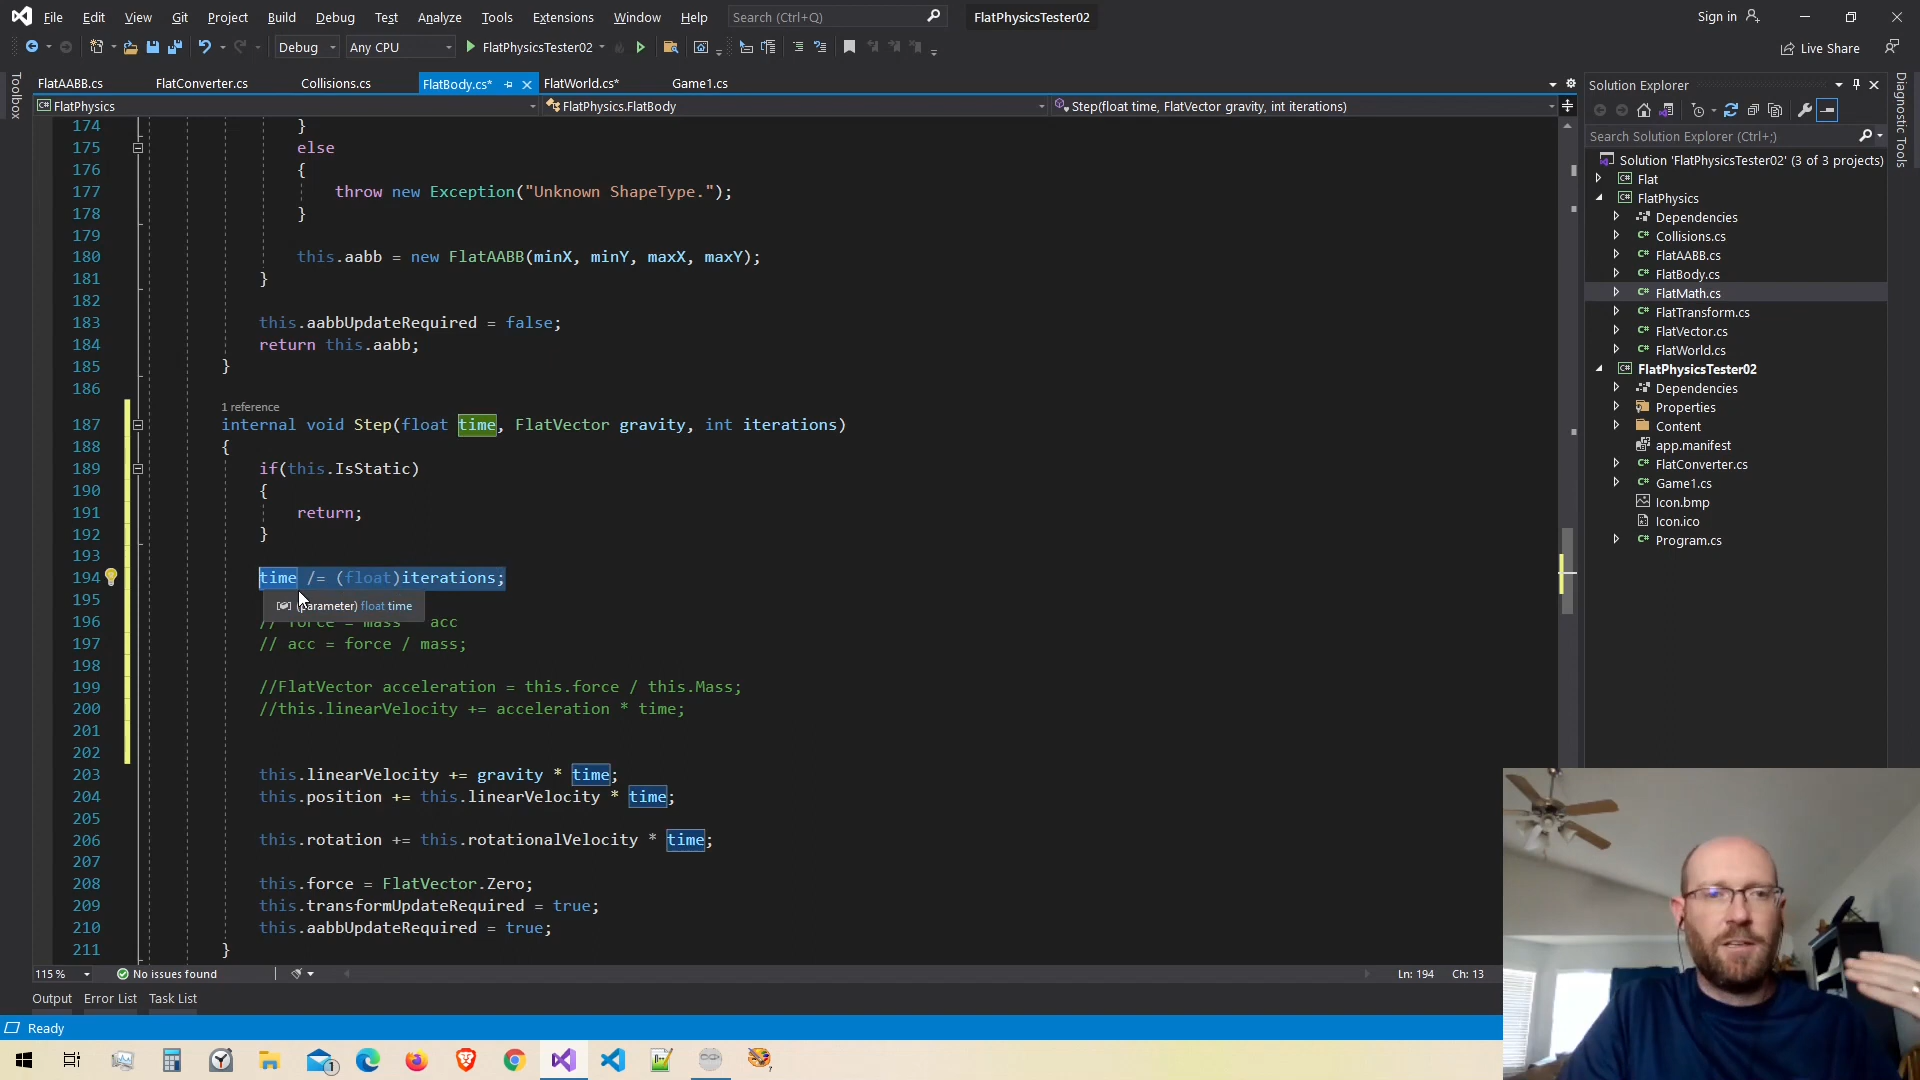 File Edit View Project Build Debug Test Analyze Tools Extensions Window Help Search (Ctrl+Q) FlatPhysicsTester02 Sign in
Debug Any CPU FlatPhysicsTester02 Live Share
Toolbox
FlatAABB.cs FlatConverter.cs Collisions.cs FlatBody.cs* FlatWorld.cs* Game1.cs
FlatPhysics FlatPhysics.FlatBody Step(float time, FlatVector gravity, int iterations)
174 }
175 else
176 {
177 throw new Exception("Unknown ShapeType.");
178 }
179
180 this.aabb = new FlatAABB(minX, minY, maxX, maxY);
181 }
182
183 this.aabbUpdateRequired = false;
184 return this.aabb;
185 }
186
1 reference
187 internal void Step(float time, FlatVector gravity, int iterations)
188 {
189 if(this.IsStatic)
190 {
191 return;
192 }
193
194 time /= (float)iterations;
195 (parameter) float time
196 // force = mass acc
197 // acc = force / mass;
198
199 //FlatVector acceleration = this.force / this.Mass;
200 //this.linearVelocity += acceleration * time;
201
202
203 this.linearVelocity += gravity * time;
204 this.position += this.linearVelocity * time;
205
206 this.rotation += this.rotationalVelocity * time;
207
208 this.force = FlatVector.Zero;
209 this.transformUpdateRequired = true;
210 this.aabbUpdateRequired = true;
211 }
115 % No issues found Ln: 194 Ch: 13
Output Error List Task List
Ready
Solution Explorer
Search Solution Explorer (Ctrl+;)
Solution 'FlatPhysicsTester02' (3 of 3 projects)
Flat
FlatPhysics
Dependencies
Collisions.cs
FlatAABB.cs
FlatBody.cs
FlatMath.cs
FlatTransform.cs
FlatVector.cs
FlatWorld.cs
FlatPhysicsTester02
Dependencies
Properties
Content
app.manifest
FlatConverter.cs
Game1.cs
Icon.bmp
Icon.ico
Program.cs
Diagnostic Tools